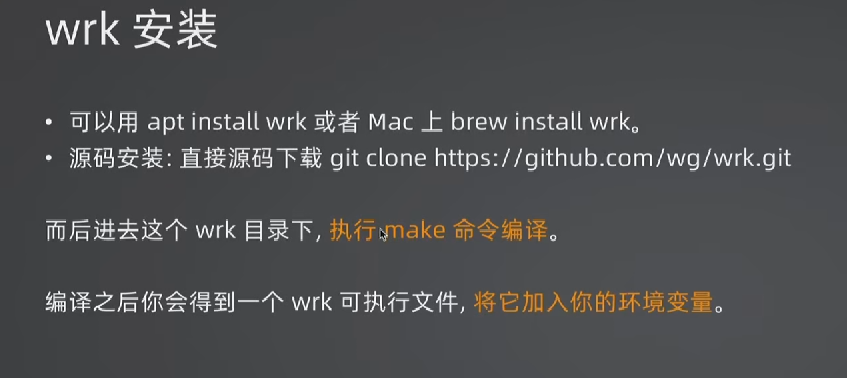 wrk 安装
• 可以用 apt install wrk 或者 Mac 上 brew install wrk。
• 源码安装: 直接源码下载 git clone https://github.com/wg/wrk.git
而后进去这个 wrk 目录下, 执行 make 命令编译。
编译之后你会得到一个 wrk 可执行文件, 将它加入你的环境变量。